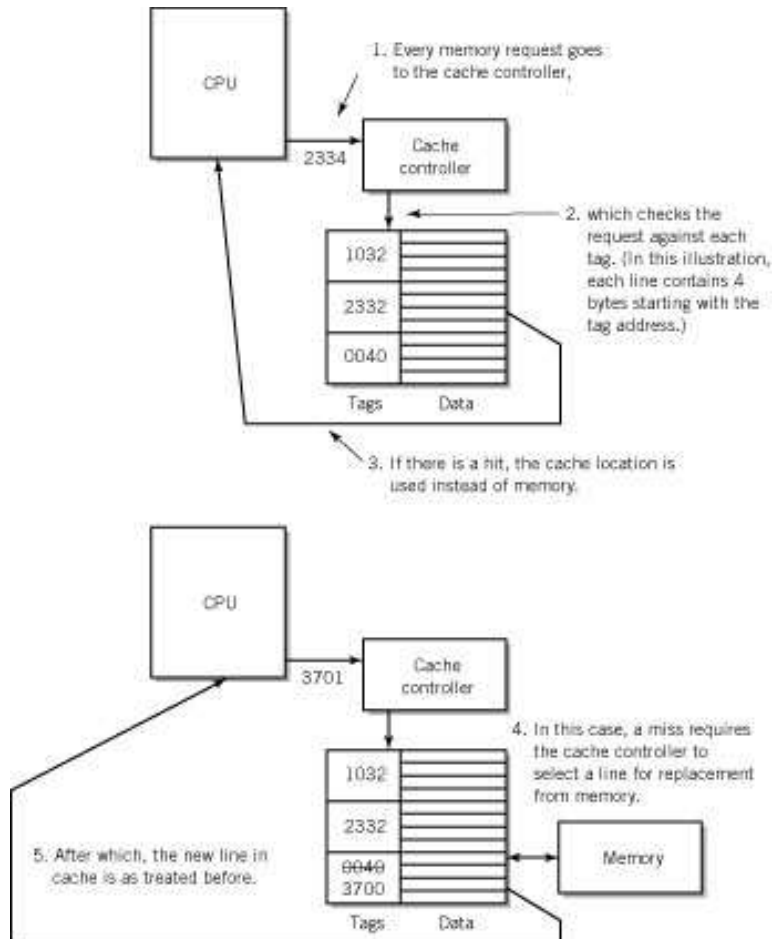 CPU
1. Every memory request goes
to the cache controller,
2334
Cache
controller
2. which checks the
request against each
tag. (In this illustration,
each line contains 4
bytes starting with the
tag address.)
1032
2332
0040
Tags
Data
3. If there is a hit, the cache location is
used instead of memory.
CPU
3701
Cache
controller
4. In this case, a miss requires
the cache controller to
select a line for replacement
from memory.
1032
2332
0040
3700
Memory
5. After which, the new line in
cache is as treated before.
Tags
Data